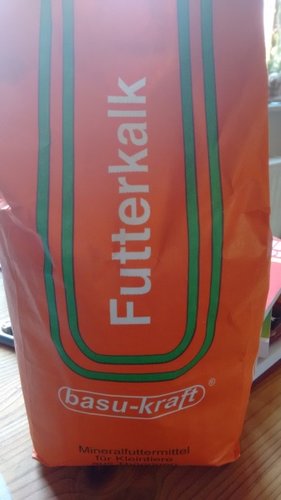 Futterkalk
basu-kraft®
Mineralfuttermittel
für Kleintiere